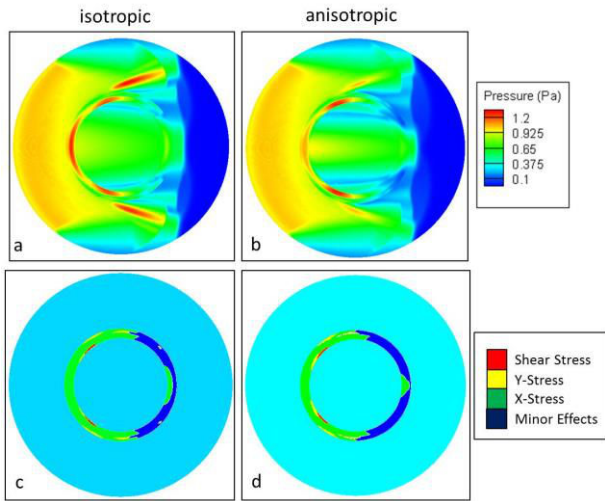 isotropic
anisotropic
Pressure (Pa)
1.2
0.925
0.65
0.375
0.1
a
b
Shear Stress
Y-Stress
X-Stress
Minor Effects
c
d